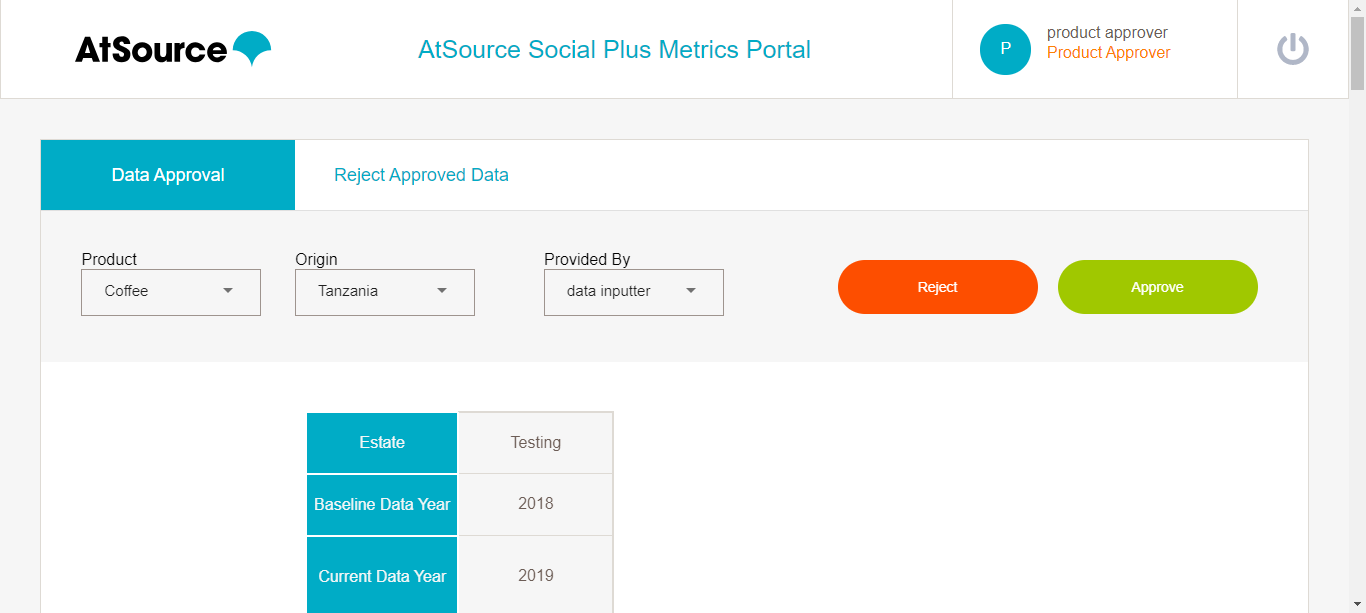 AtSource
AtSource Social Plus Metrics Portal
P
product approver
Product Approver
Data Approval
Reject Approved Data
Product
Origin
Provided By
Coffee
Tanzania
data inputter
Reject
Approve
Estate
Testing
Baseline Data Year
2018
Current Data Year
2019